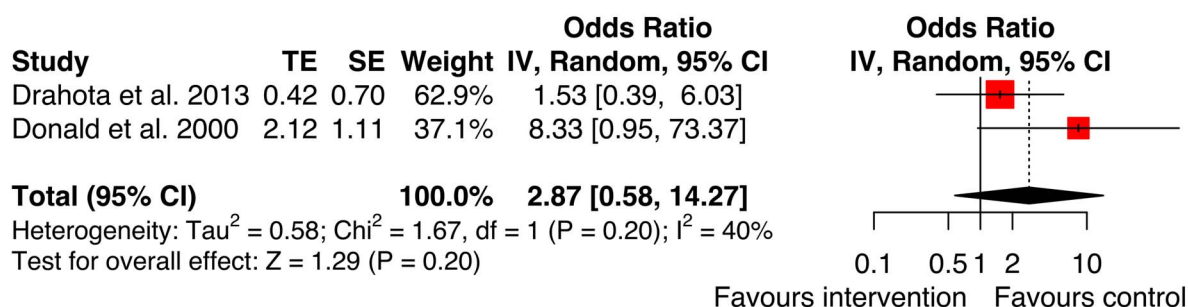 Odds Ratio Odds Ratio
Study TE SE Weight IV, Random, 95% CI IV, Random, 95% CI
Drahota et al. 2013 0.42 0.70 62.9% 1.53 [0.39, 6.03]
Donald et al. 2000 2.12 1.11 37.1% 8.33 [0.95, 73.37]
Total (95% CI) 100.0% 2.87 [0.58, 14.27]
Heterogeneity: Tau² = 0.58; Chi² = 1.67, df = 1 (P = 0.20); I² = 40%
Test for overall effect: Z = 1.29 (P = 0.20)
0.1 0.5 1 2 10
Favours intervention Favours control